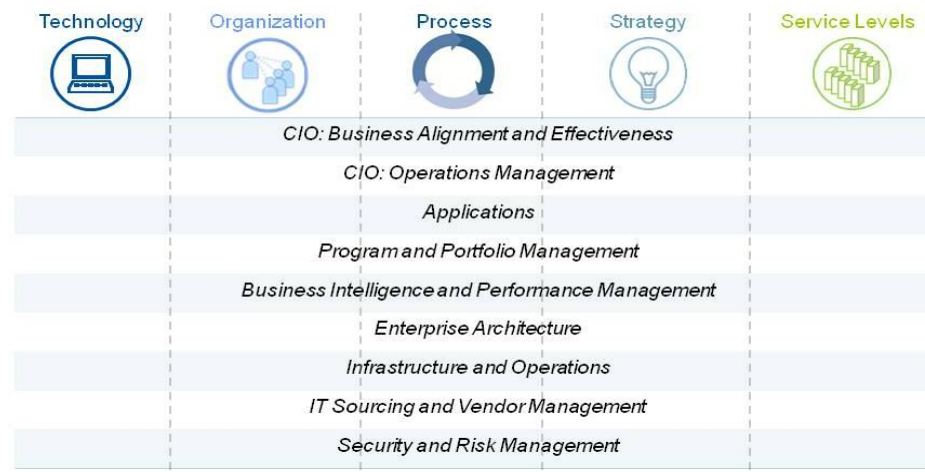 Technology
Organization
Process
Strategy
Service Levels
CIO: Business Alignment and Effectiveness
CIO: Operations Management
Applications
Program and Portfolio Management
Business Intelligence and Performance Management
Enterprise Architecture
Infrastructure and Operations
IT Sourcing and Vendor Management
Security and Risk Management